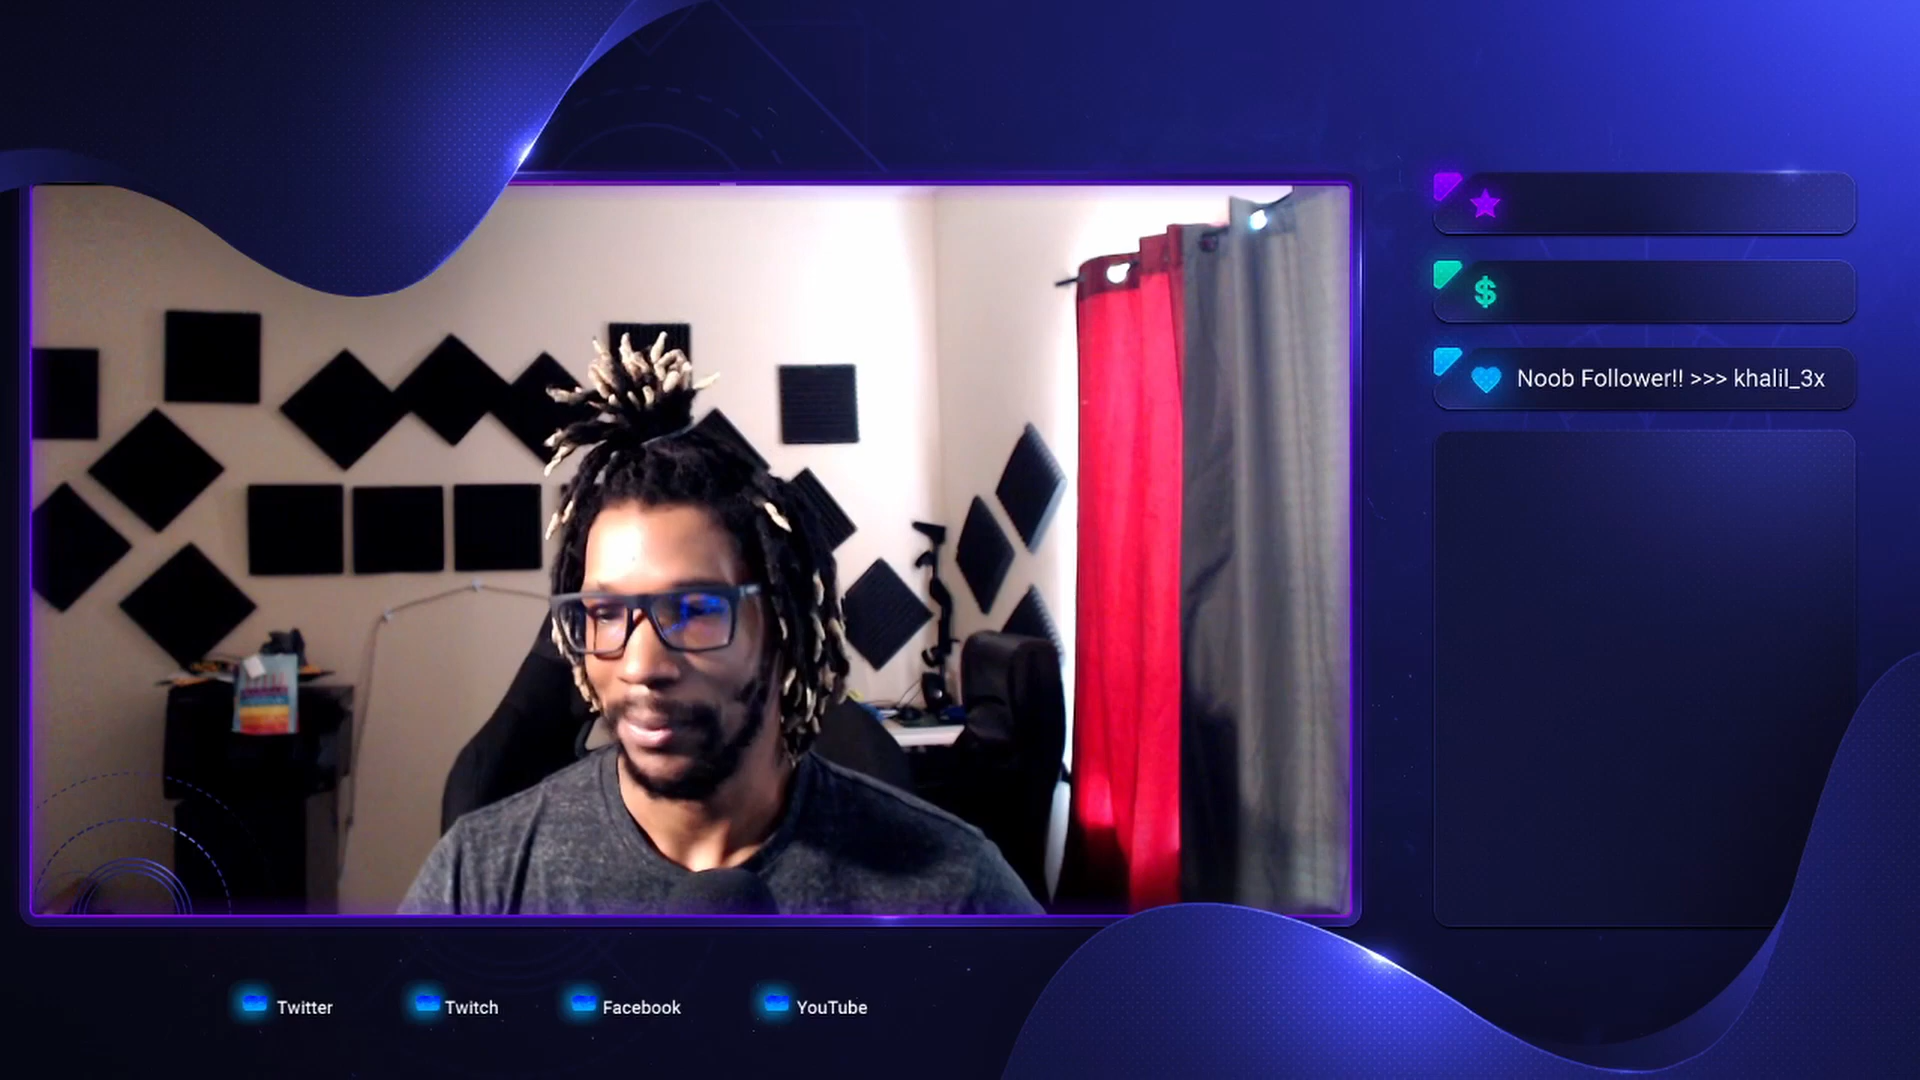 Noob Follower!! >>> khalil_3x
Twitter
Twitch
Facebook
YouTube